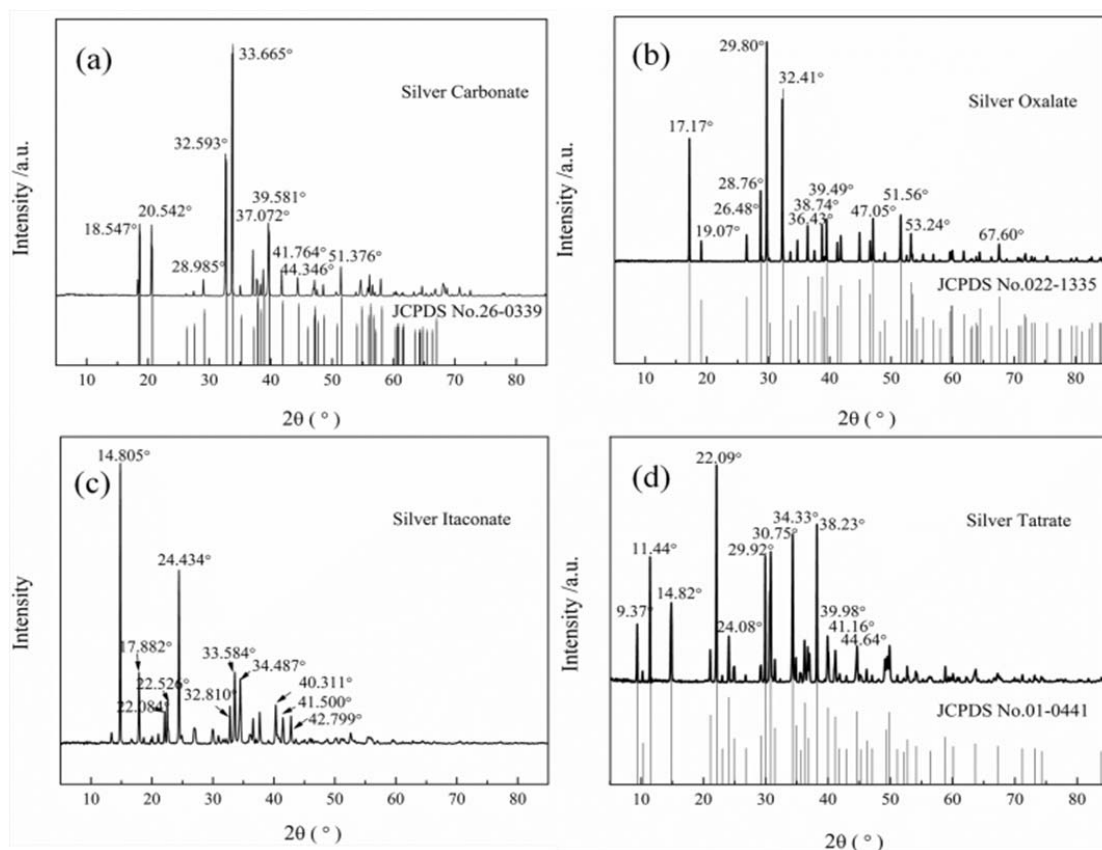 (a)
33.665°
Silver Carbonate
32.593°
39.581°
20.542°
37.072°
18.547°
41.764°
51.376°
28.985°
44.346°
JCPDS No.26-0339
Intensity /a.u.
10 20 30 40 50 60 70 80
2θ ( ° )
(b)
29.80°
32.41°
Silver Oxalate
17.17°
28.76°
39.49°
51.56°
26.48°
38.74°
47.05°
19.07°
36.43°
53.24°
67.60°
JCPDS No.022-1335
Intensity /a.u.
10 20 30 40 50 60 70 80
2θ ( ° )
14.805°
(c)
Silver Itaconate
24.434°
17.882°
33.584°
34.487°
22.526°
40.311°
22.084°
32.810°
41.500°
42.799°
Intensity
10 20 30 40 50 60 70 80
2θ ( ° )
22.09°
(d)
34.33°
Silver Tatrate
30.75°
38.23°
11.44°
29.92°
14.82°
9.37°
39.98°
24.08°
41.16°
44.64°
JCPDS No.01-0441
Intensity /a.u.
10 20 30 40 50 60 70 80
2θ ( ° )